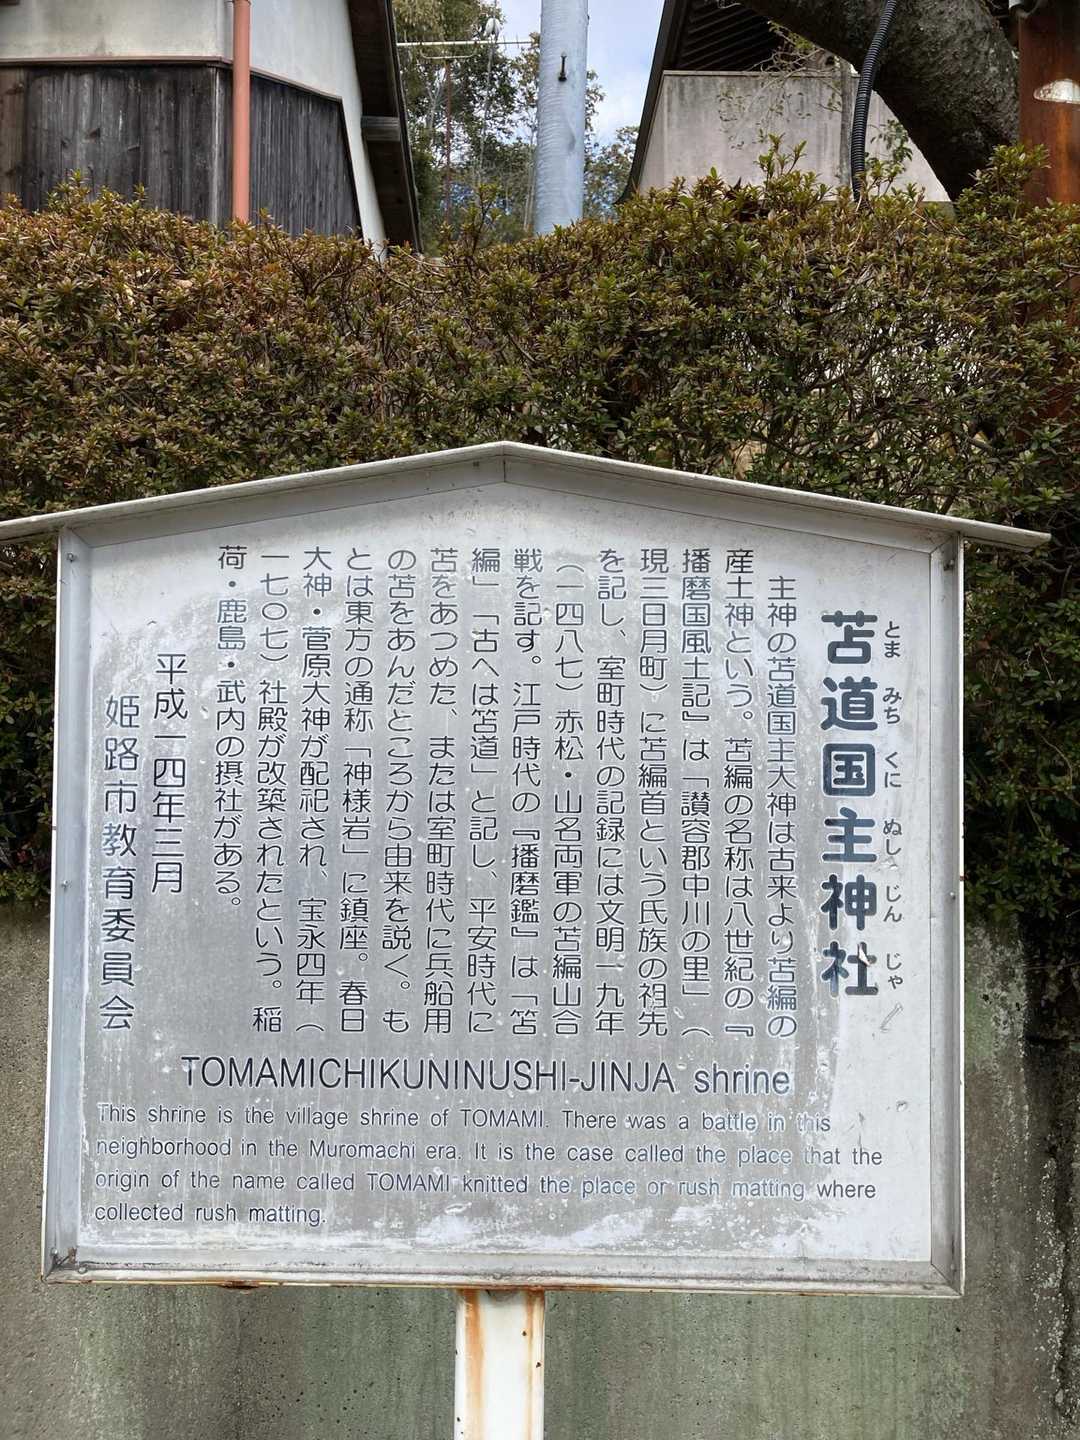 苫道国主神社
とま みち くに ぬし じん じゃ
主神の苫道国主大神は古来より苫編の
産土神という。苫編の名称は八世紀の『
播磨国風土記』は「讃容郡中川の里」(
現三日月町)に苫編首という氏族の祖先
を記し、室町時代の記録には文明一九年
(一四八七)赤松・山名両軍の苫編山合
戦を記す。江戸時代の『播磨鑑』は「笘
編」「古へは笘道」と記し、平安時代に
苫をあつめた、または室町時代に兵船用
の苫をあんだところから由来を説く。も
とは東方の通称「神様岩」に鎮座。春日
大神・菅原大神が配祀され、宝永四年(
一七〇七)社殿が改築されたという。稲
荷・鹿島・武内の摂社がある。
平成一四年三月
姫路市教育委員会
TOMAMICHIKUNINUSHI-JINJA shrine
This shrine is the village shrine of TOMAMI. There was a battle in this
neighborhood in the Muromachi era. It is the case called the place that the
origin of the name called TOMAMI knitted the place or rush matting where
collected rush matting.